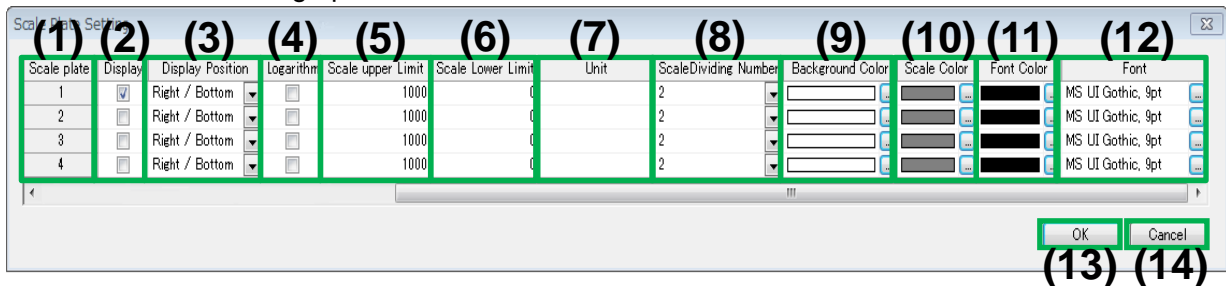 Scale Plate Setting
(1) (2) (3) (4) (5) (6) (7) (8) (9) (10) (11) (12)
Scale plate Display Display Position Logarithm Scale upper Limit Scale Lower Limit Unit ScaleDividing Number Background Color Scale Color Font Color Font
1 Right / Bottom 1000 0 2 ... ... ... MS UI Gothic, 9pt ...
2 Right / Bottom 1000 0 2 ... ... ... MS UI Gothic, 9pt ...
3 Right / Bottom 1000 0 2 ... ... ... MS UI Gothic, 9pt ...
4 Right / Bottom 1000 0 2 ... ... ... MS UI Gothic, 9pt ...
OK Cancel
(13) (14)